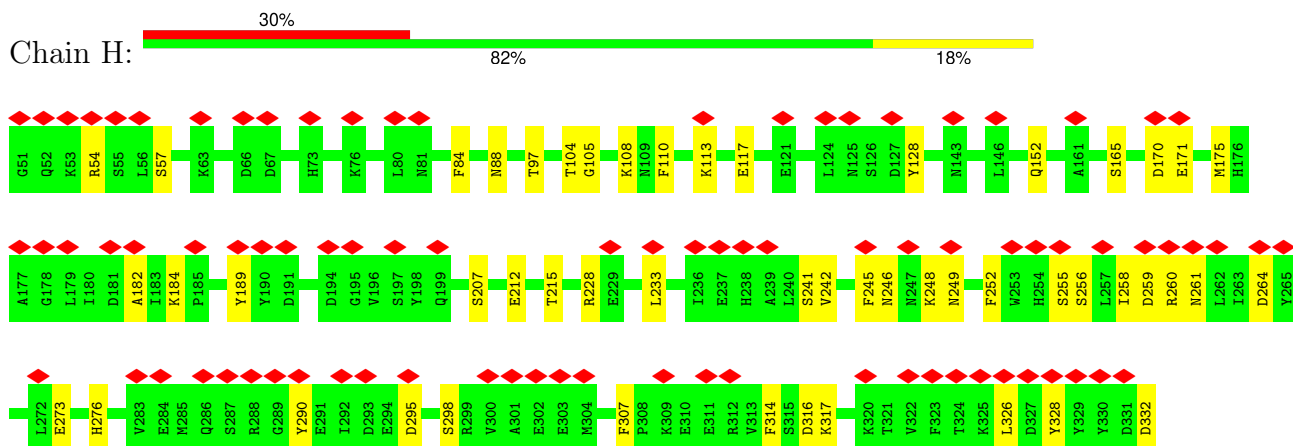 30%
Chain H:
82% 18%
G51 Q52 K53 R54 S55 L56 S57 K63 D66 D67 H73 K76 L80 N81 F84 N88 T97 T104 G105 K108 N109 F110 K113 E117 E121 L124 N125 S126 D127 Y128 N143 L146 Q152 A161 S165 D170 E171 M175 H176
A177 G178 L179 I180 D181 A182 I183 K184 P185 Y189 Y190 D191 D194 G195 V196 S197 Y198 Q199 S207 E212 T215 R228 E229 L233 I236 E237 H238 A239 L240 S241 V242 F245 N246 N247 K248 N249 F252 W253 H254 S255 S256 L257 I258 D259 R260 N261 L262 I263 D264 Y265
L272 E273 H276 V283 E284 M285 Q286 S287 R288 G289 Y290 E291 I292 D293 E294 D295 S298 R299 V300 A301 E302 E303 M304 F307 P308 K309 E310 E311 R312 V313 F314 S315 D316 K317 K320 T321 V322 F323 T324 K325 L326 D327 Y328 Y329 Y330 D331 D332